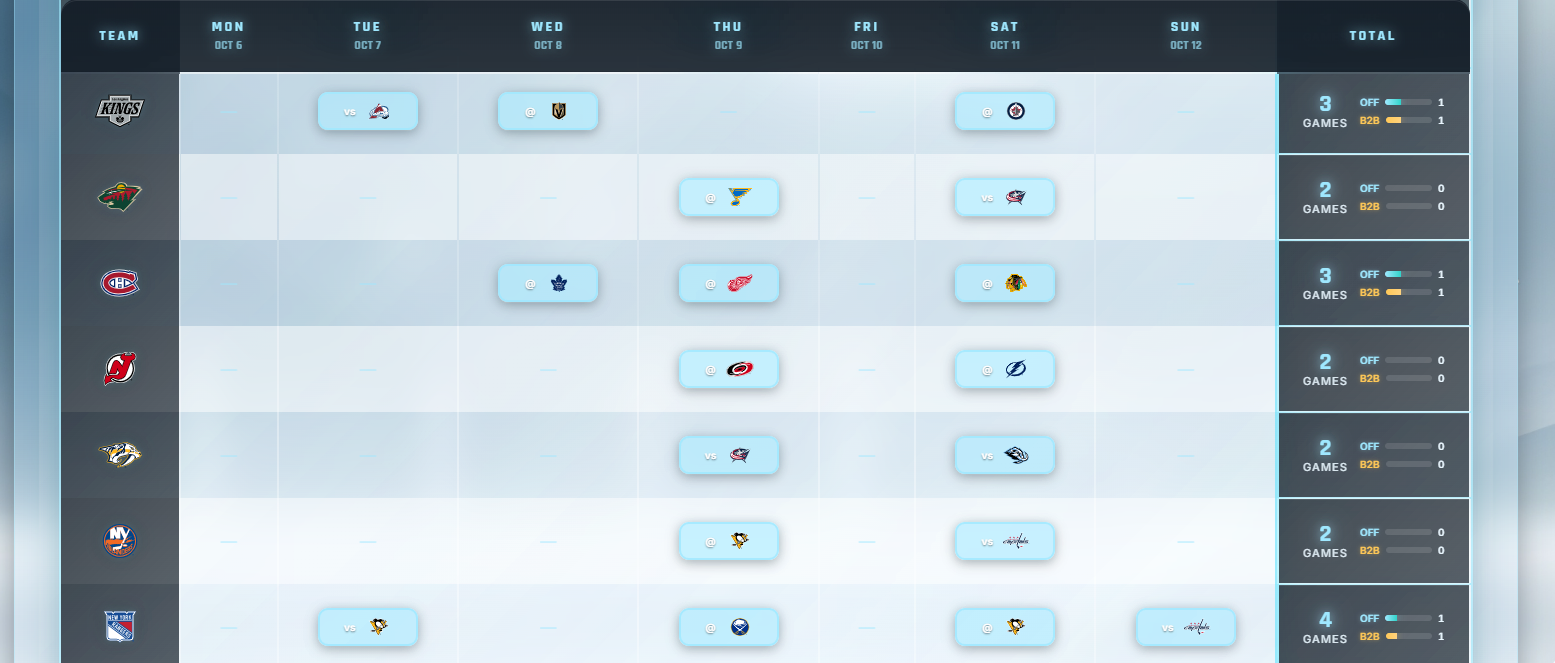 TEAM MON TUE WED THU FRI SAT SUN TOTAL
OCT 6 OCT 7 OCT 8 OCT 9 OCT 10 OCT 11 OCT 12
KINGS vs @ @ 3 OFF 1
GAMES B2B 1
@ vs 2 OFF 0
GAMES B2B 0
@ @ @ 3 OFF 1
GAMES B2B 1
@ @ 2 OFF 0
GAMES B2B 0
vs vs 2 OFF 0
GAMES B2B 0
NY @ vs capitals 2 OFF 0
GAMES B2B 0
NEW YORK RANGERS vs @ @ vs capitals 4 OFF 1
GAMES B2B 1